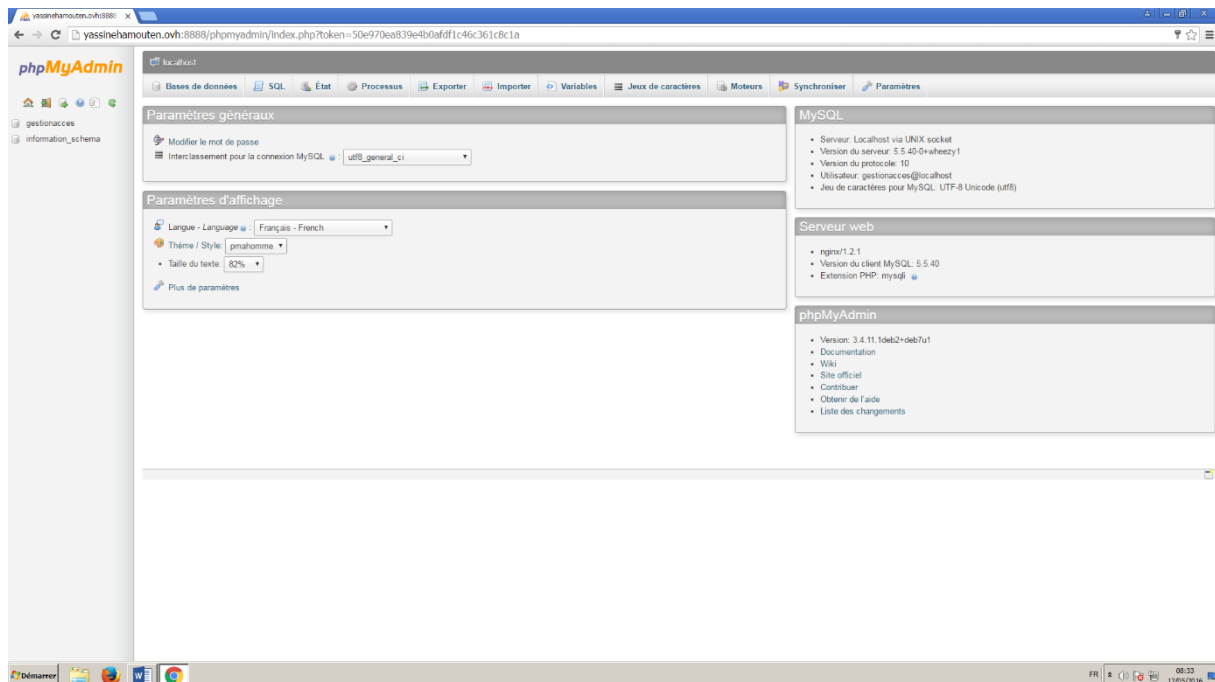 yassinehamouten.ovh:8888
yassinehamouten.ovh:8888/phpmyadmin/index.php?token=50e970ea839e4b0afdf1c46c361c8c1a
phpMyAdmin
gestionacces
information_schema
localhost
Bases de données SQL État Processus Exporter Importer Variables Jeux de caractères Moteurs Synchroniser Paramètres
Paramètres généraux
Modifier le mot de passe
Interclassement pour la connexion MySQL : utf8_general_ci
Paramètres d'affichage
Langue - Language : Français - French
Thème / Style: pmahomme
• Taille du texte: 82%
Plus de paramètres
MySQL
• Serveur: Localhost via UNIX socket
• Version du serveur: 5.5.40-0+wheezy1
• Version du protocole: 10
• Utilisateur: gestionacces@localhost
• Jeu de caractères pour MySQL: UTF-8 Unicode (utf8)
Serveur web
• nginx/1.2.1
• Version du client MySQL: 5.5.40
• Extension PHP: mysqli
phpMyAdmin
• Version: 3.4.11.1deb2+deb7u1
• Documentation
• Wiki
• Site officiel
• Contribuer
• Obtenir de l'aide
• Liste des changements
Démarrer
FR
08:33